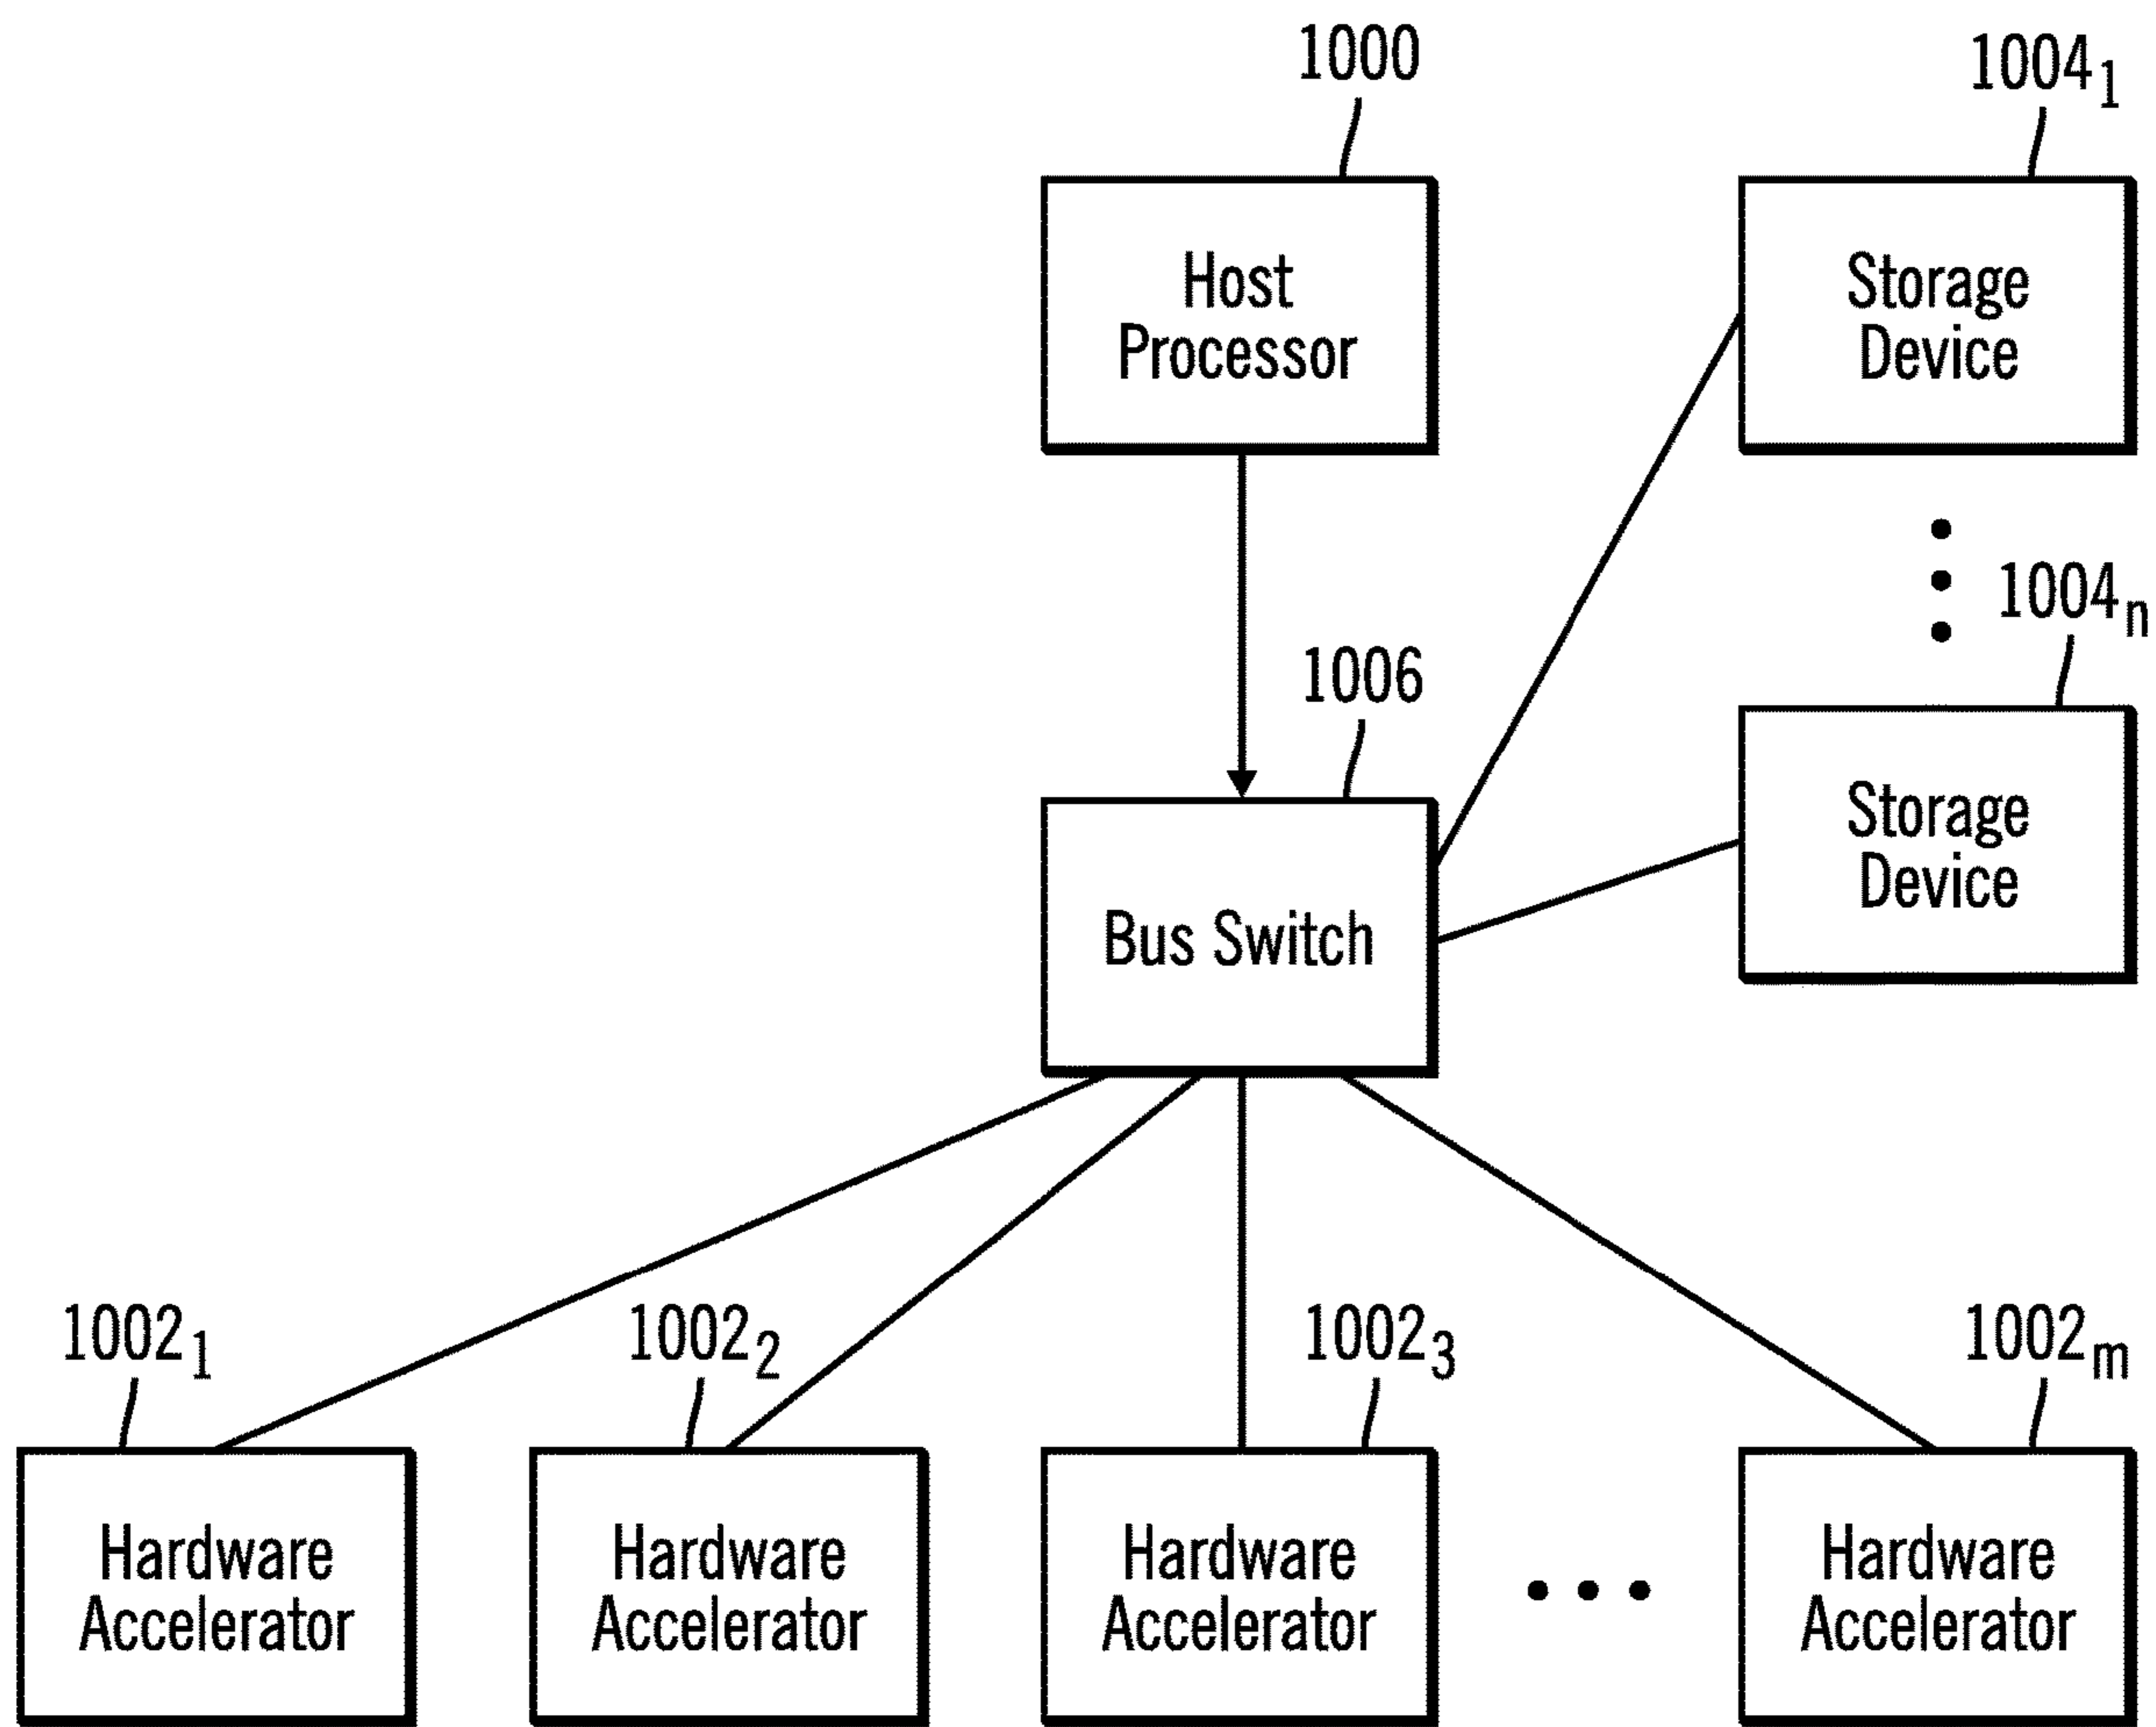 1000
1004₁
Host
Processor
Storage
Device
1004ₙ
1006
Storage
Device
Bus Switch
1002₁
1002₂
1002₃
1002ₘ
Hardware
Accelerator
Hardware
Accelerator
Hardware
Accelerator
Hardware
Accelerator